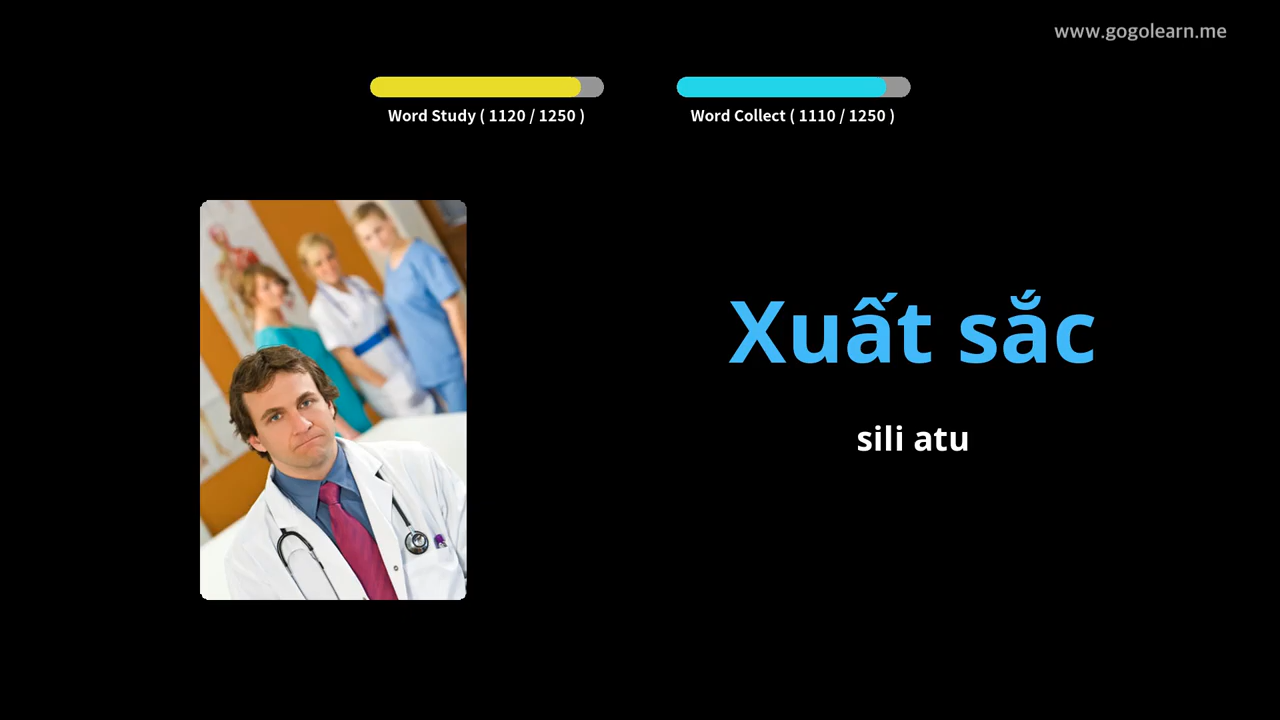 www.gogolearn.me
Word Study ( 1120 / 1250 )
Word Collect ( 1110 / 1250 )
Xuất sắc
sili atu